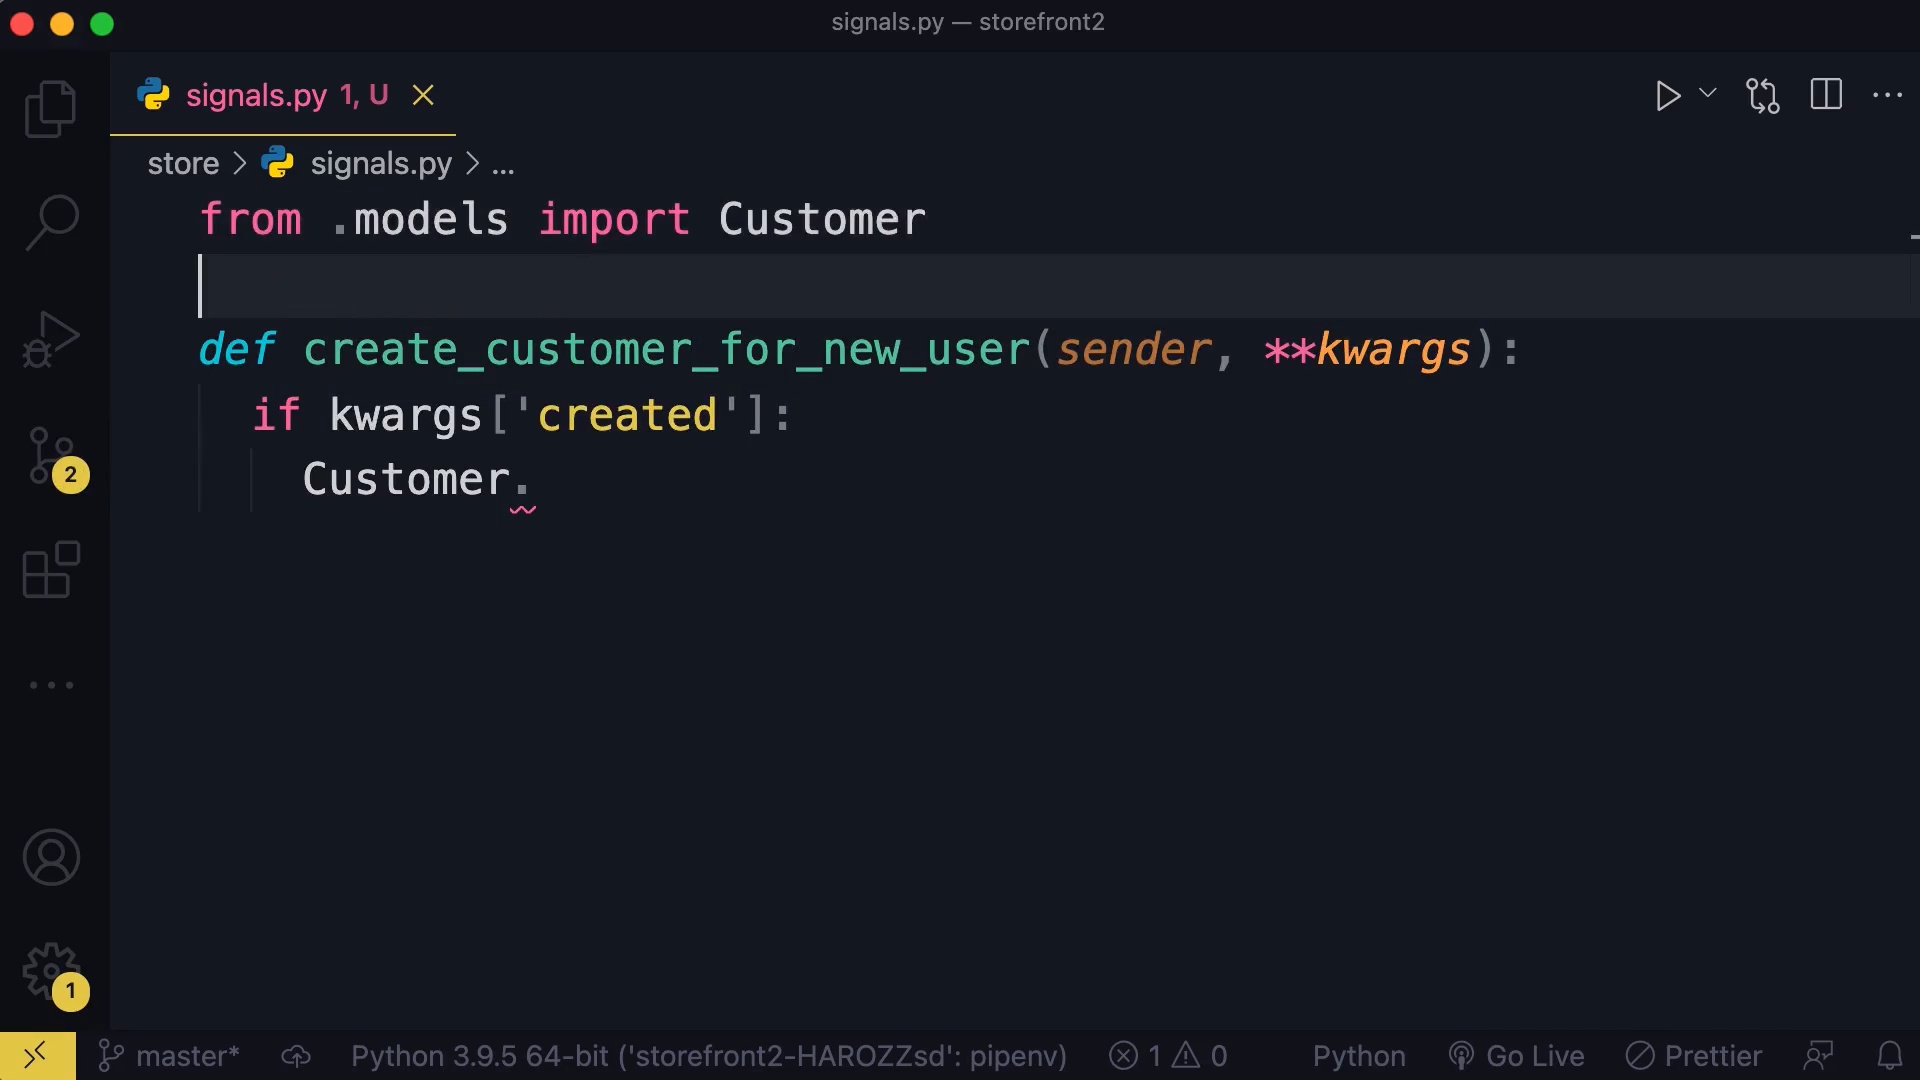 signals.py — storefront2
signals.py 1, U
store > signals.py > ...
from .models import Customer
def create_customer_for_new_user(sender, **kwargs):
if kwargs['created']:
Customer.
2
1
master* Python 3.9.5 64-bit ('storefront2-HAROZZsd': pipenv) 1 0 Python Go Live Prettier